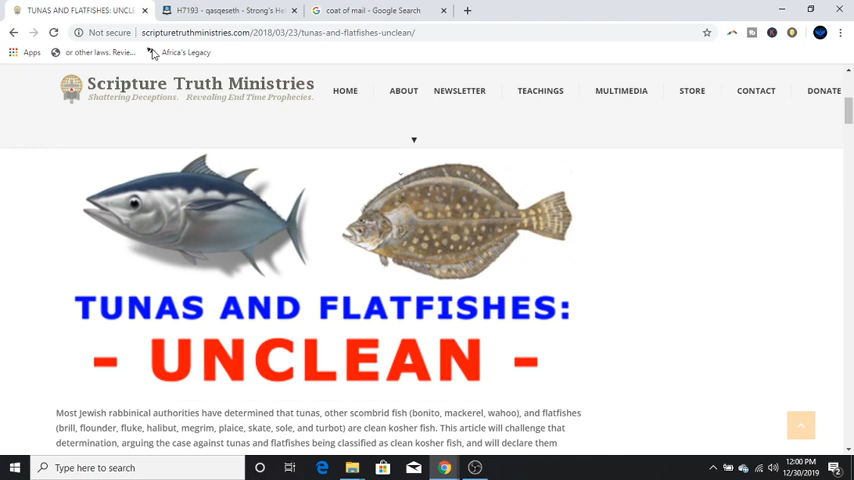 TUNAS AND FLATFISHES: UNCLE
H7193 - qasqeseth - Strong's He
coat of mail - Google Search
Not secure | scripturetruthministries.com/2018/03/23/tunas-and-flatfishes-unclean/
Apps
or other laws. Revie...
Africa's Legacy
Scripture Truth Ministries
Shattering Deceptions. Revealing End Time Prophecies.
HOME ABOUT NEWSLETTER TEACHINGS MULTIMEDIA STORE CONTACT DONATE
TUNAS AND FLATFISHES:
- UNCLEAN -
Most Jewish rabbinical authorities have determined that tunas, other scombrid fish (bonito, mackerel, wahoo), and flatfishes
(brill, flounder, fluke, halibut, megrim, plaice, skate, sole, and turbot) are clean kosher fish. This article will challenge that
determination, arguing the case against tunas and flatfishes being classified as clean kosher fish, and will declare them
Type here to search
12:00 PM
12/30/2019
2